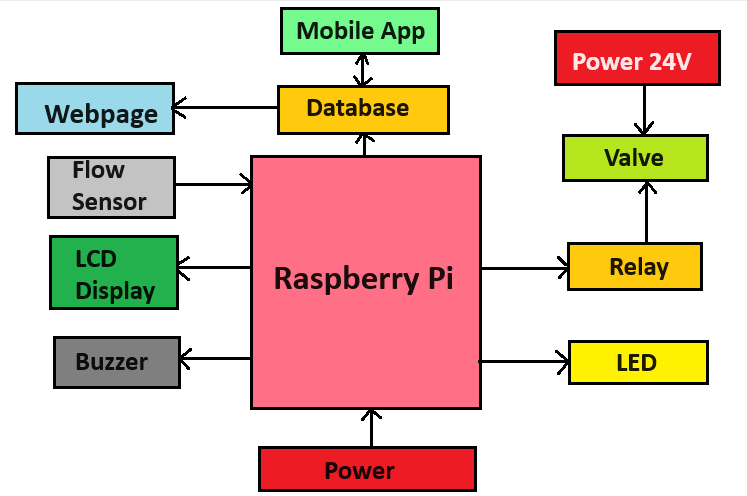 Mobile App
Power 24V
Webpage
Database
Valve
Flow
Sensor
LCD
Display
Raspberry Pi
Relay
Buzzer
LED
Power